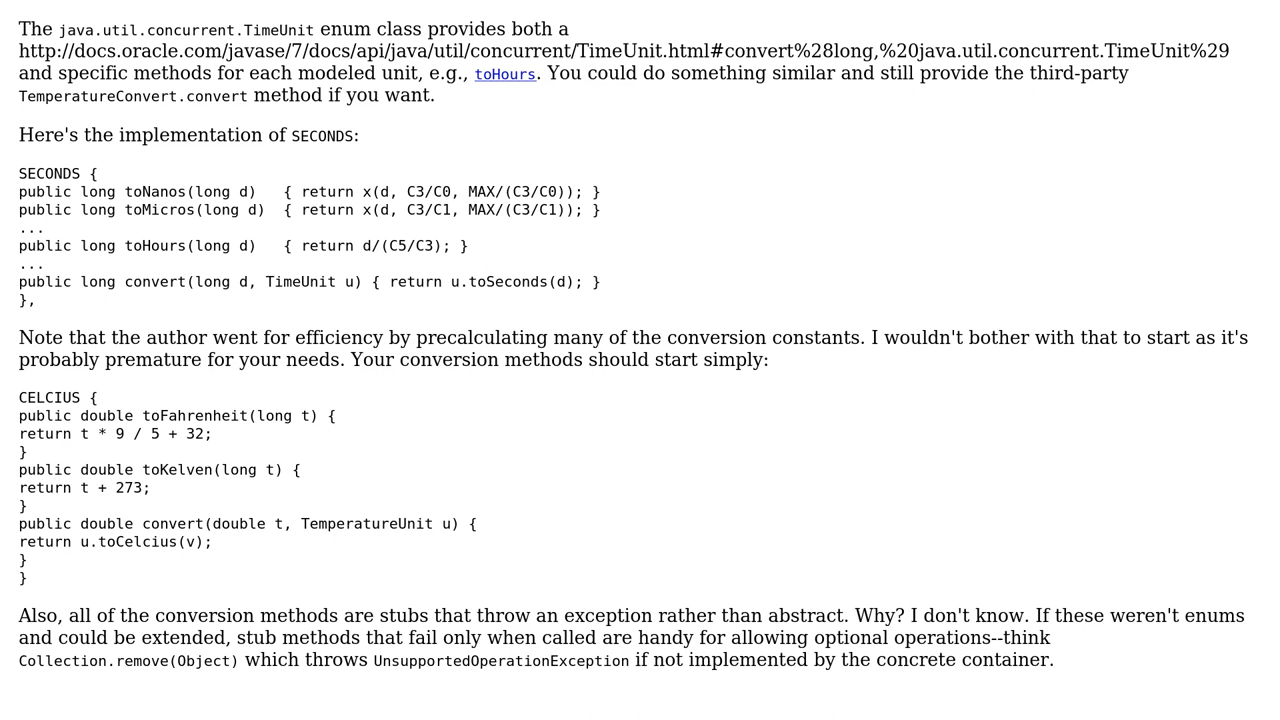 The java.util.concurrent.TimeUnit enum class provides both a
http://docs.oracle.com/javase/7/docs/api/java/util/concurrent/TimeUnit.html#convert%28long,%20java.util.concurrent.TimeUnit%29
and specific methods for each modeled unit, e.g., toHours. You could do something similar and still provide the third-party
TemperatureConvert.convert method if you want.
Here's the implementation of SECONDS:
SECONDS {
public long toNanos(long d)   { return x(d, C3/C0, MAX/(C3/C0)); }
public long toMicros(long d)  { return x(d, C3/C1, MAX/(C3/C1)); }
...
public long toHours(long d)   { return d/(C5/C3); }
...
public long convert(long d, TimeUnit u) { return u.toSeconds(d); }
},
Note that the author went for efficiency by precalculating many of the conversion constants. I wouldn't bother with that to start as it's
probably premature for your needs. Your conversion methods should start simply:
CELCIUS {
public double toFahrenheit(long t) {
return t * 9 / 5 + 32;
}
public double toKelven(long t) {
return t + 273;
}
public double convert(double t, TemperatureUnit u) {
return u.toCelcius(v);
}
}
Also, all of the conversion methods are stubs that throw an exception rather than abstract. Why? I don't know. If these weren't enums
and could be extended, stub methods that fail only when called are handy for allowing optional operations--think
Collection.remove(Object) which throws UnsupportedOperationException if not implemented by the concrete container.